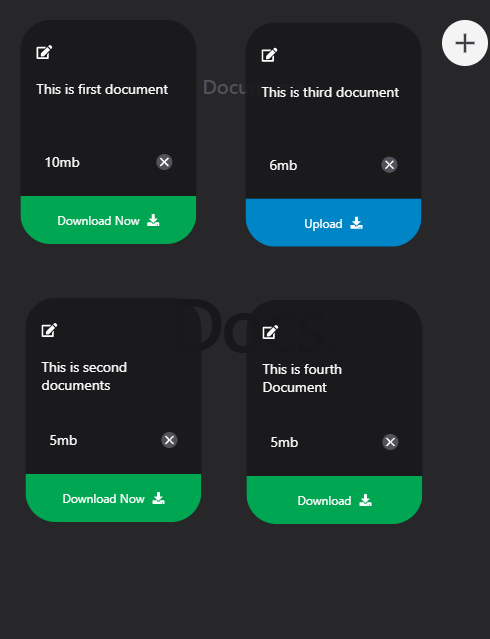 Docu
This is first document
10mb
Download Now
This is third document
6mb
Upload
Docs.
This is second
documents
5mb
Download Now
This is fourth
Document
5mb
Download